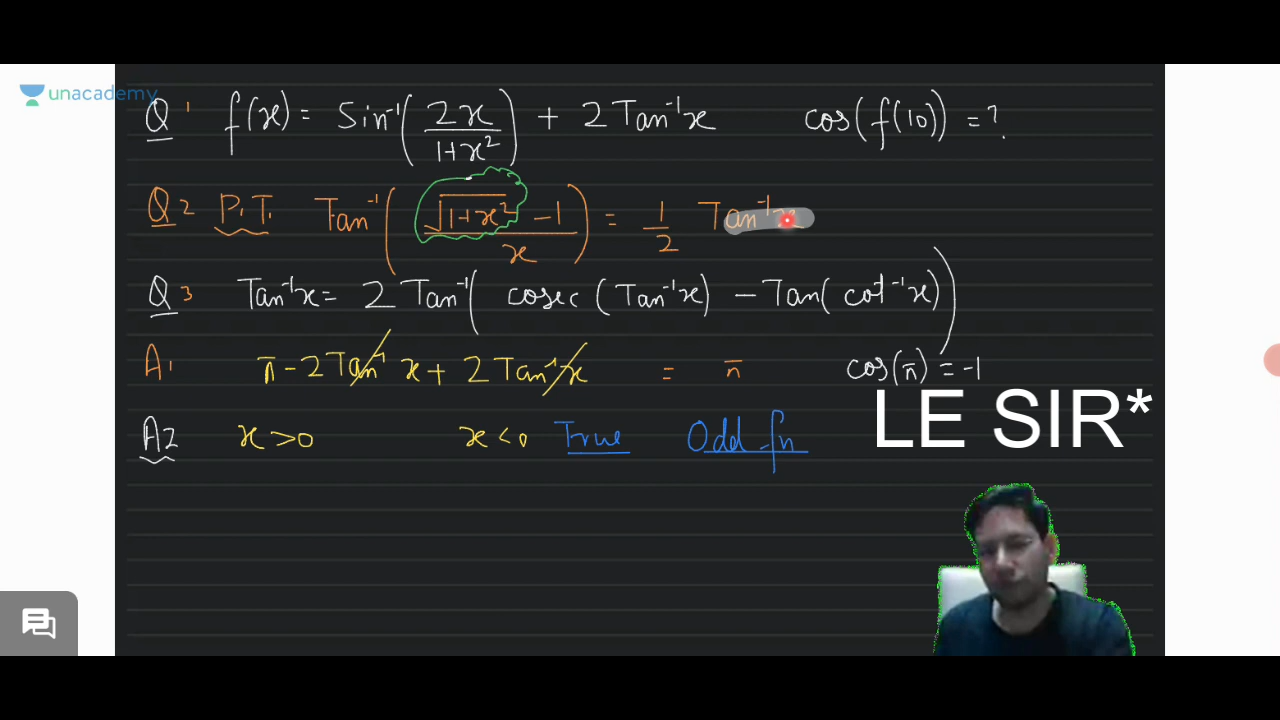 unacademy
Q1 f(x) = Sin⁻¹(2x/(1+x²)) + 2Tan⁻¹x cos(f(10)) = ?
Q2 P.T. Tan⁻¹((√(1+x²) -1)/x) = 1/2 Tan⁻¹x
Q3 Tan⁻¹x = 2Tan⁻¹(cosec(Tan⁻¹x) - Tan(cot⁻¹x))
A1 π - 2Tan⁻¹x + 2Tan⁻¹x = π cos(π) = -1
LE SIR*
A2 x > 0 x < 0 True Odd fn